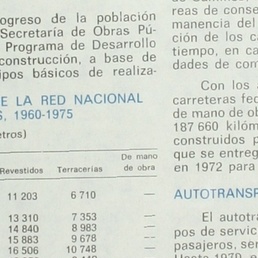 ogreso de la población
Secretaría de Obras Pú-
Programa de Desarrollo
construcción, a base de
ipos básicos de realiza-
E LA RED NACIONAL
S, 1960-1975
etros)
Revestidos Terracerías De mano de obra
11 203 6 710 —
13 310 7 353 —
14 840 8 983 —
15 883 9 678 —
16 506 10 748 —
reas de conse
manencia del
ción de los ca
tiempo, en ca
dades de com
Con los
carreteras fe
de mano de ob
187 660 kilóm
construidos p
que se entreg
en 1972 para
AUTOTRANSP
El autotra
pos de servic
pasajeros, se